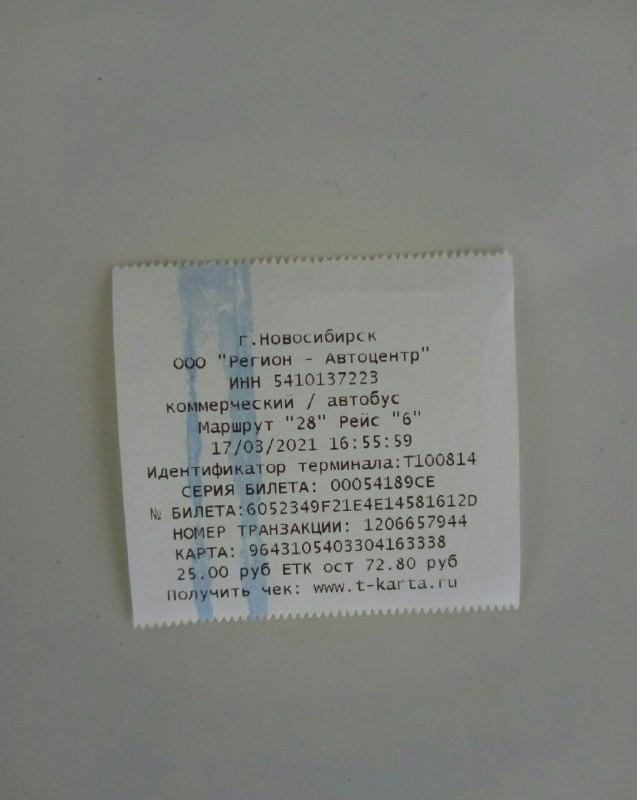 г.Новосибирск
ООО "Регион - Автоцентр"
ИНН 5410137223
коммерческий / автобус
Маршрут "28" Рейс "6"
17/03/2021 16:55:59
Идентификатор терминала:Т100814
СЕРИЯ БИЛЕТА: 00054189CE
№ БИЛЕТА:6052349F21E4E14581612D
НОМЕР ТРАНЗАКЦИИ: 1206657944
КАРТА: 9643105403304163338
25.00 руб ЕТК ост 72.80 руб
Получить чек: www.t-karta.ru